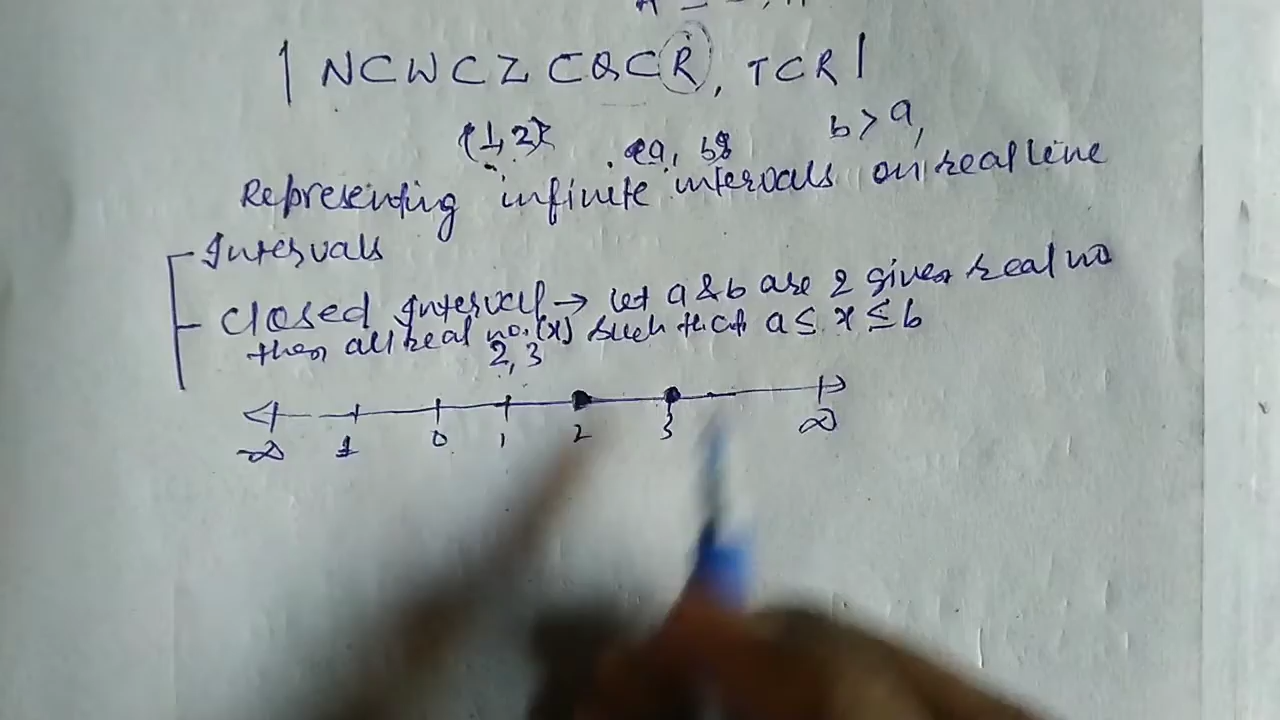 | N C W C Z C Q C R, T C R |
{1,2} {a, b} b > a,
Representing infinite intervals on real line
Intervals
Closed Interval → let a & b are 2 given real no
then all real no. (x) such that a ≤ x ≤ b
2, 3
-∞ 1 0 1 2 3 ∞